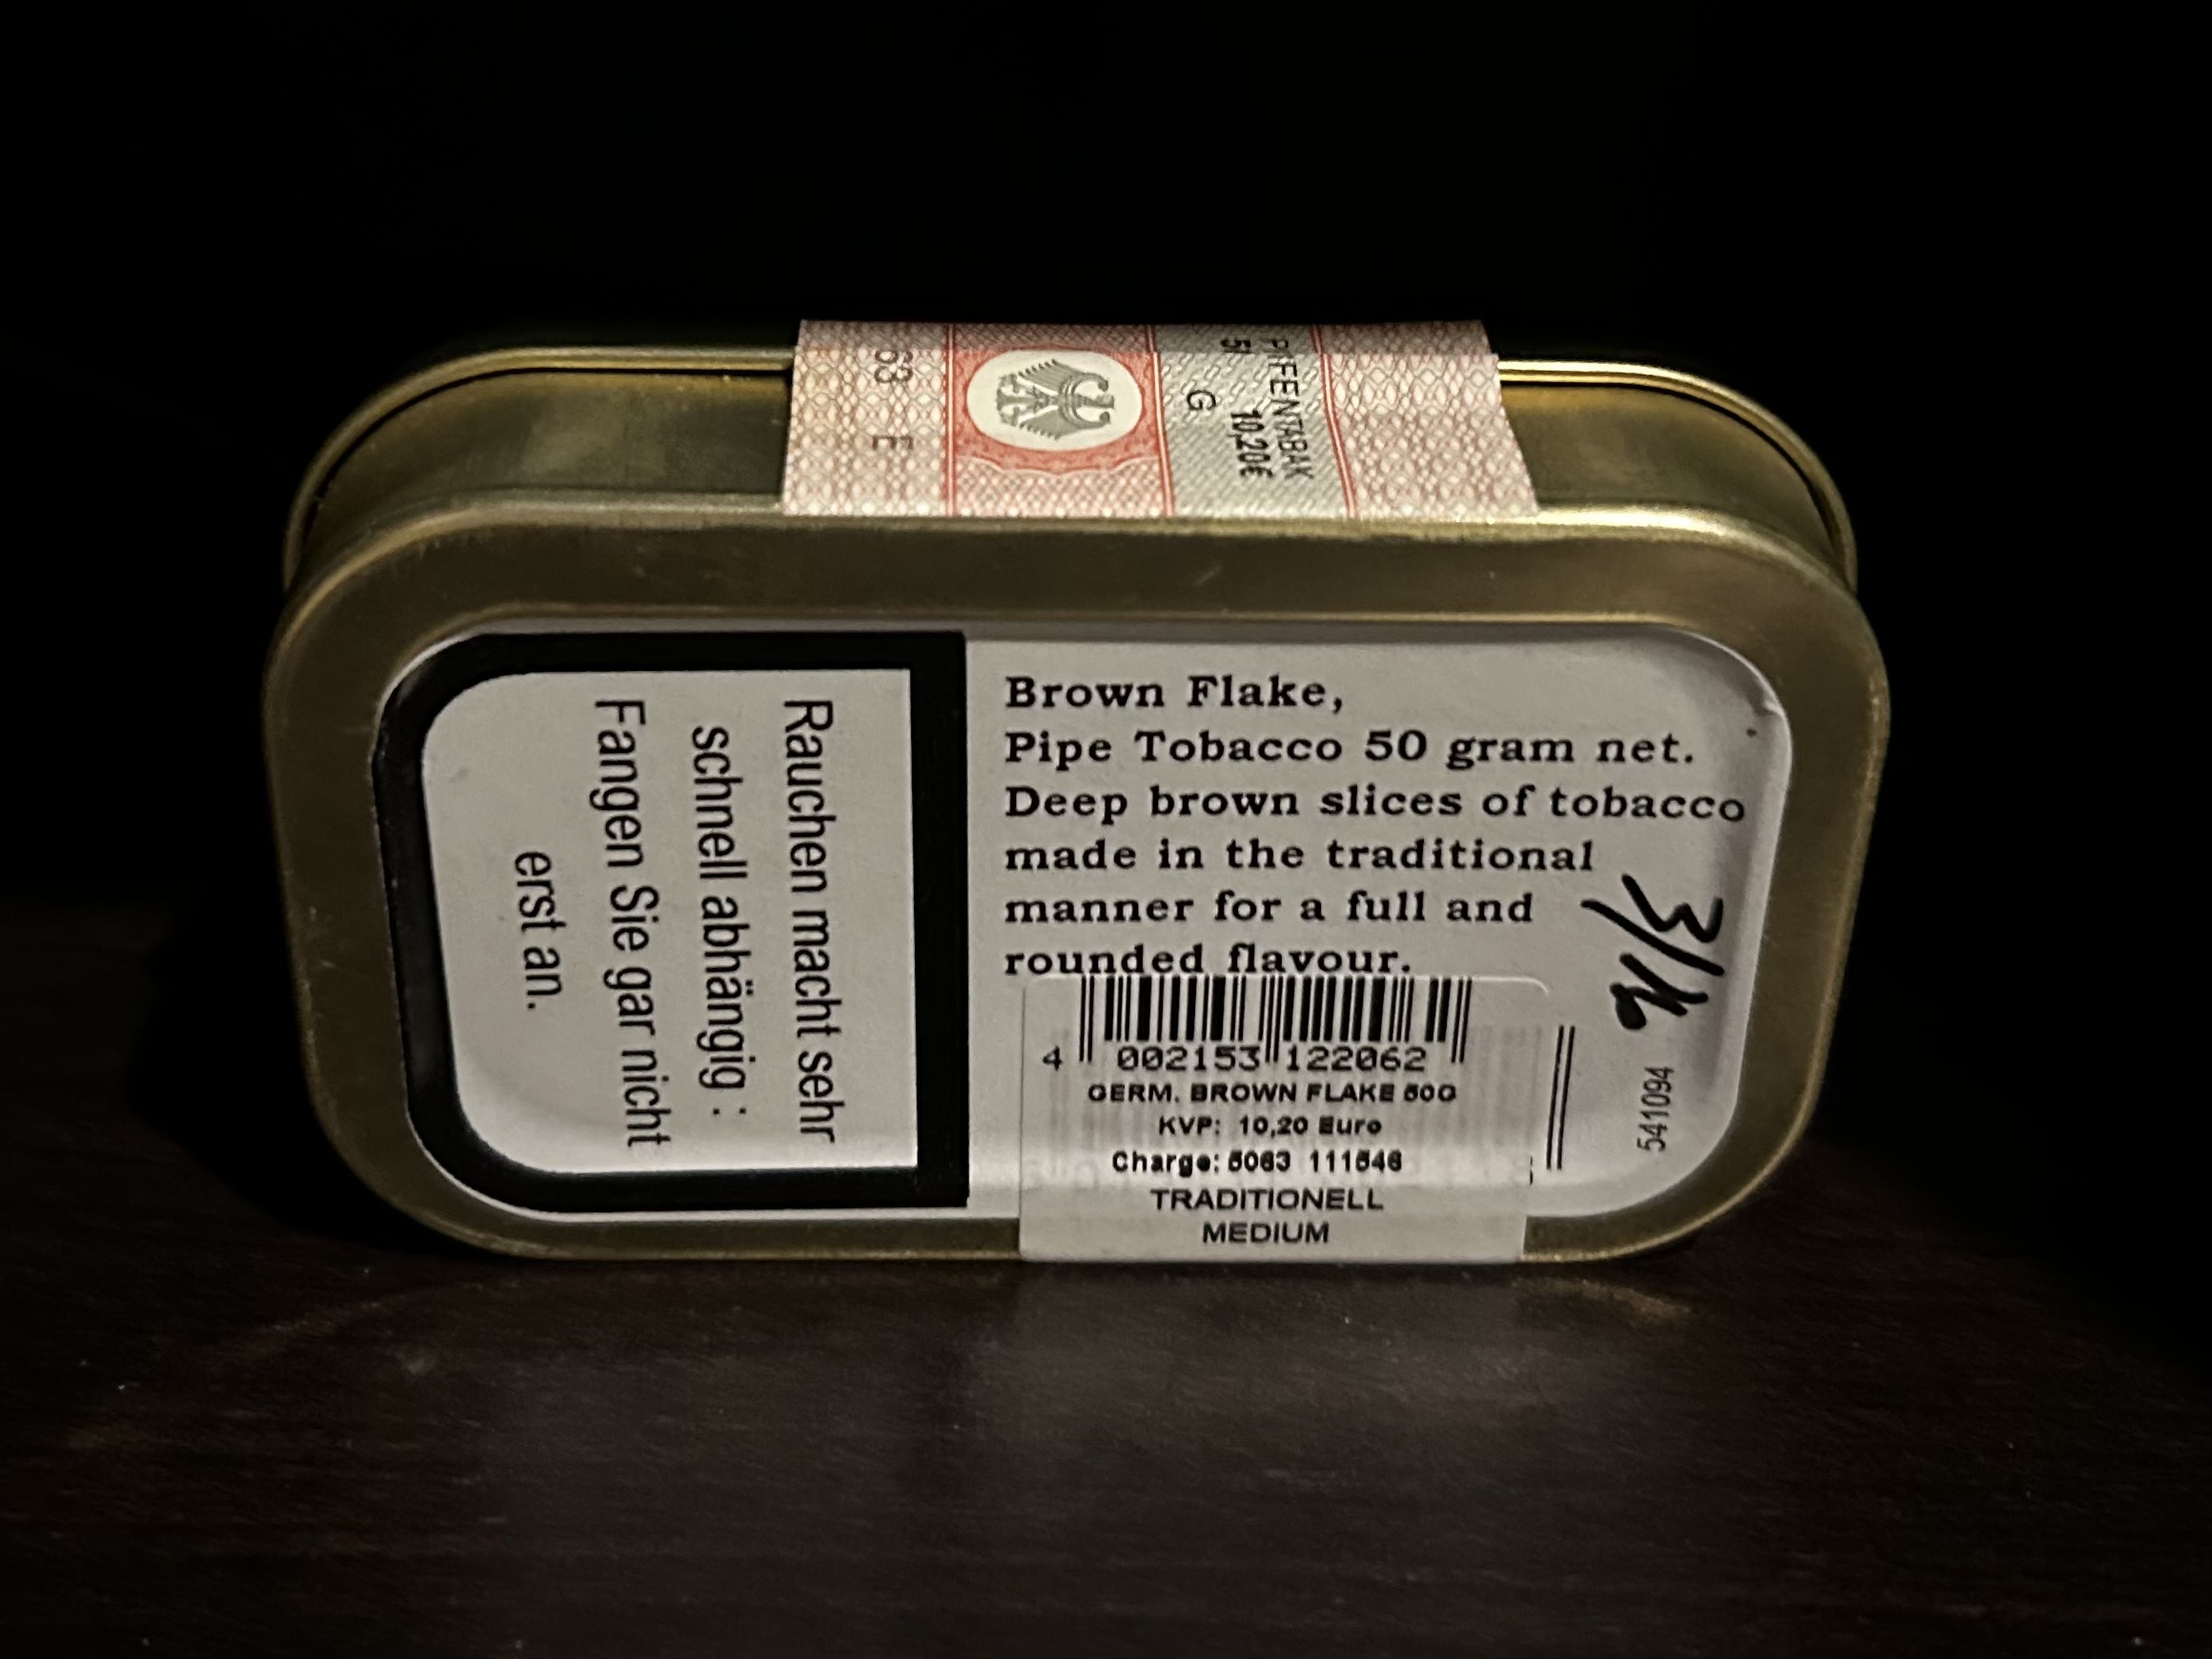 63 E
G
PFEIFENTABAK
10,20€
Rauchen macht sehr
schnell abhängig :
Fangen Sie gar nicht
erst an.
Brown Flake,
Pipe Tobacco 50 gram net.
Deep brown slices of tobacco
made in the traditional
manner for a full and
rounded flavour.
4 002153 122062
GERM. BROWN FLAKE 50G
KVP: 10,20 Euro
Charge: 5063 111546
TRADITIONELL
MEDIUM
541094